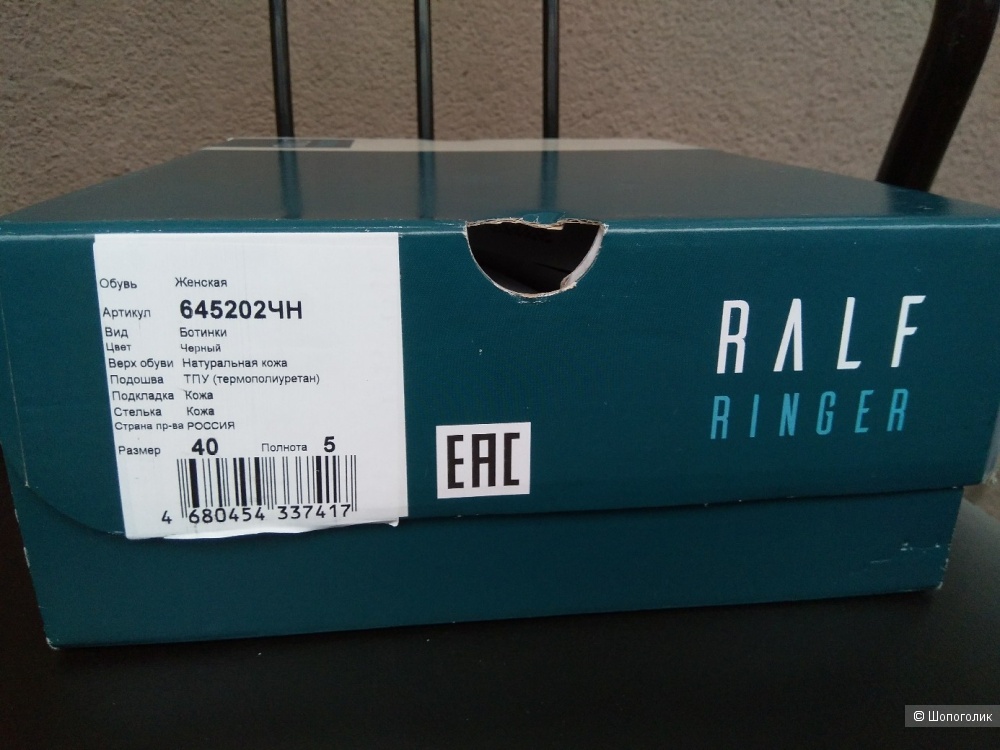 Обувь Женская
Артикул 645202ЧН
Вид Ботинки
Цвет Черный
Верх обуви Натуральная кожа
Подошва ТПУ (термополиуретан)
Подкладка Кожа
Стелька Кожа
Страна пр-ва РОССИЯ
Размер 40 Полнота 5
4 680454 337417
EAC
RALF
RINGER
© Шопоголик